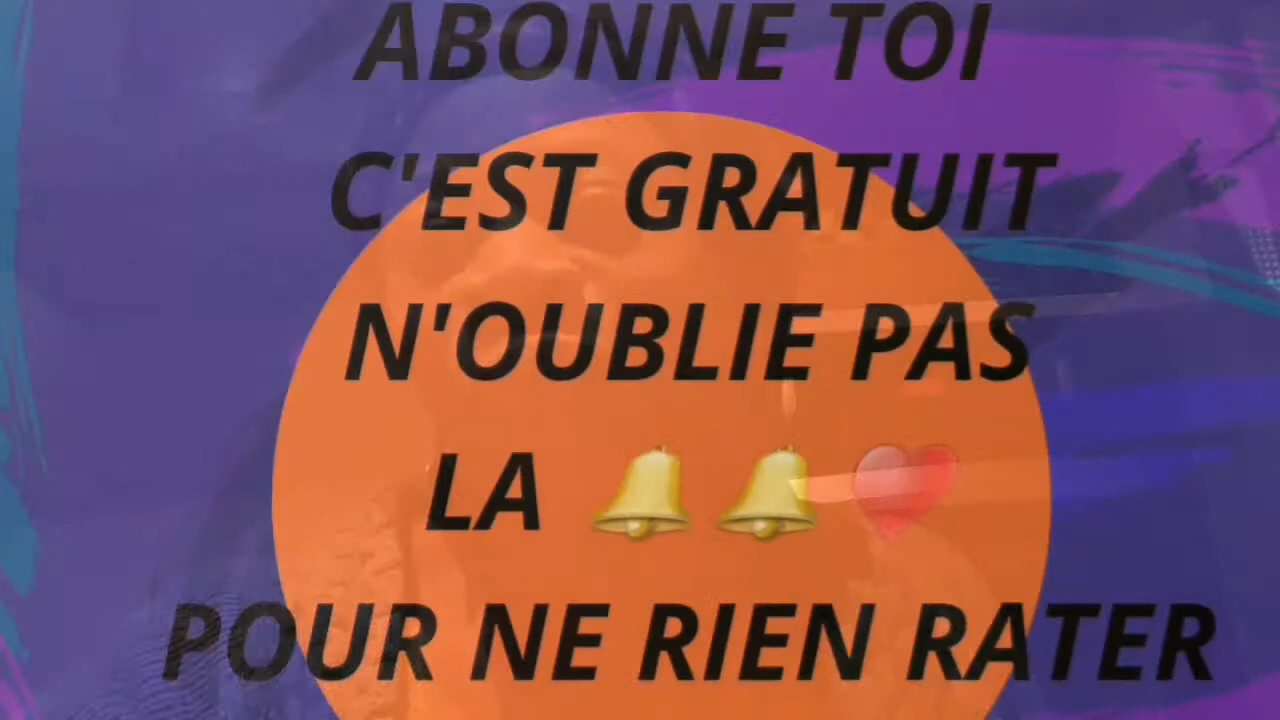 ABONNE TOI
C'EST GRATUIT
N'OUBLIE PAS
LA 🔔🔔❤️
POUR NE RIEN RATER